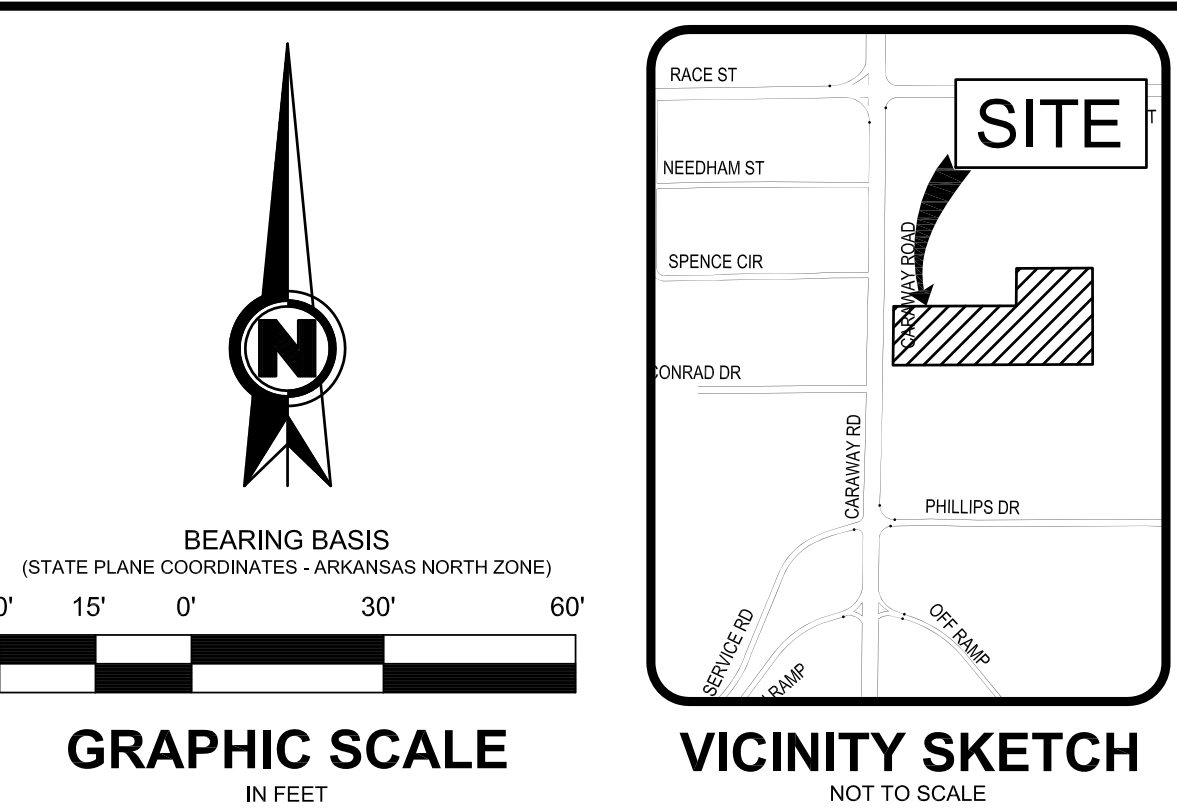 N
BEARING BASIS
(STATE PLANE COORDINATES - ARKANSAS NORTH ZONE)
0' 15' 0' 30' 60'
GRAPHIC SCALE
IN FEET
RACE ST
SITE
T
NEEDHAM ST
CARAWAY ROAD
SPENCE CIR
CONRAD DR
CARAWAY RD
PHILLIPS DR
SERVICE RD
RAMP
OFF RAMP
VICINITY SKETCH
NOT TO SCALE